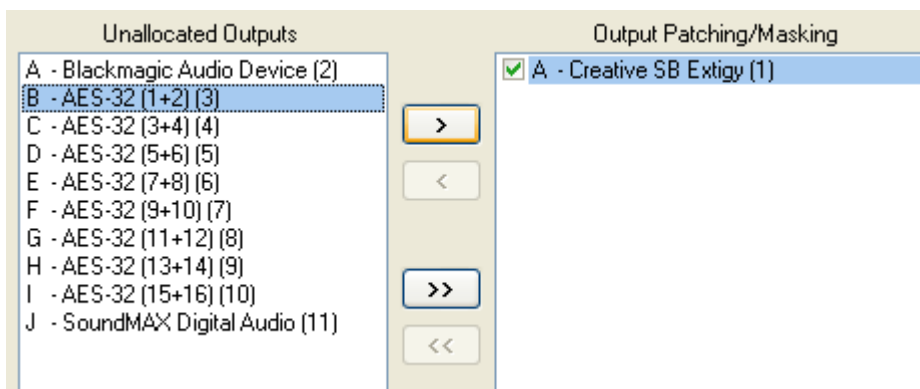 Unallocated Outputs
A - Blackmagic Audio Device (2)
B - AES-32 (1+2) (3)
C - AES-32 (3+4) (4)
D - AES-32 (5+6) (5)
E - AES-32 (7+8) (6)
F - AES-32 (9+10) (7)
G - AES-32 (11+12) (8)
H - AES-32 (13+14) (9)
I - AES-32 (15+16) (10)
J - SoundMAX Digital Audio (11)
>
<
>>
<<
Output Patching/Masking
A - Creative SB Extigy (1)